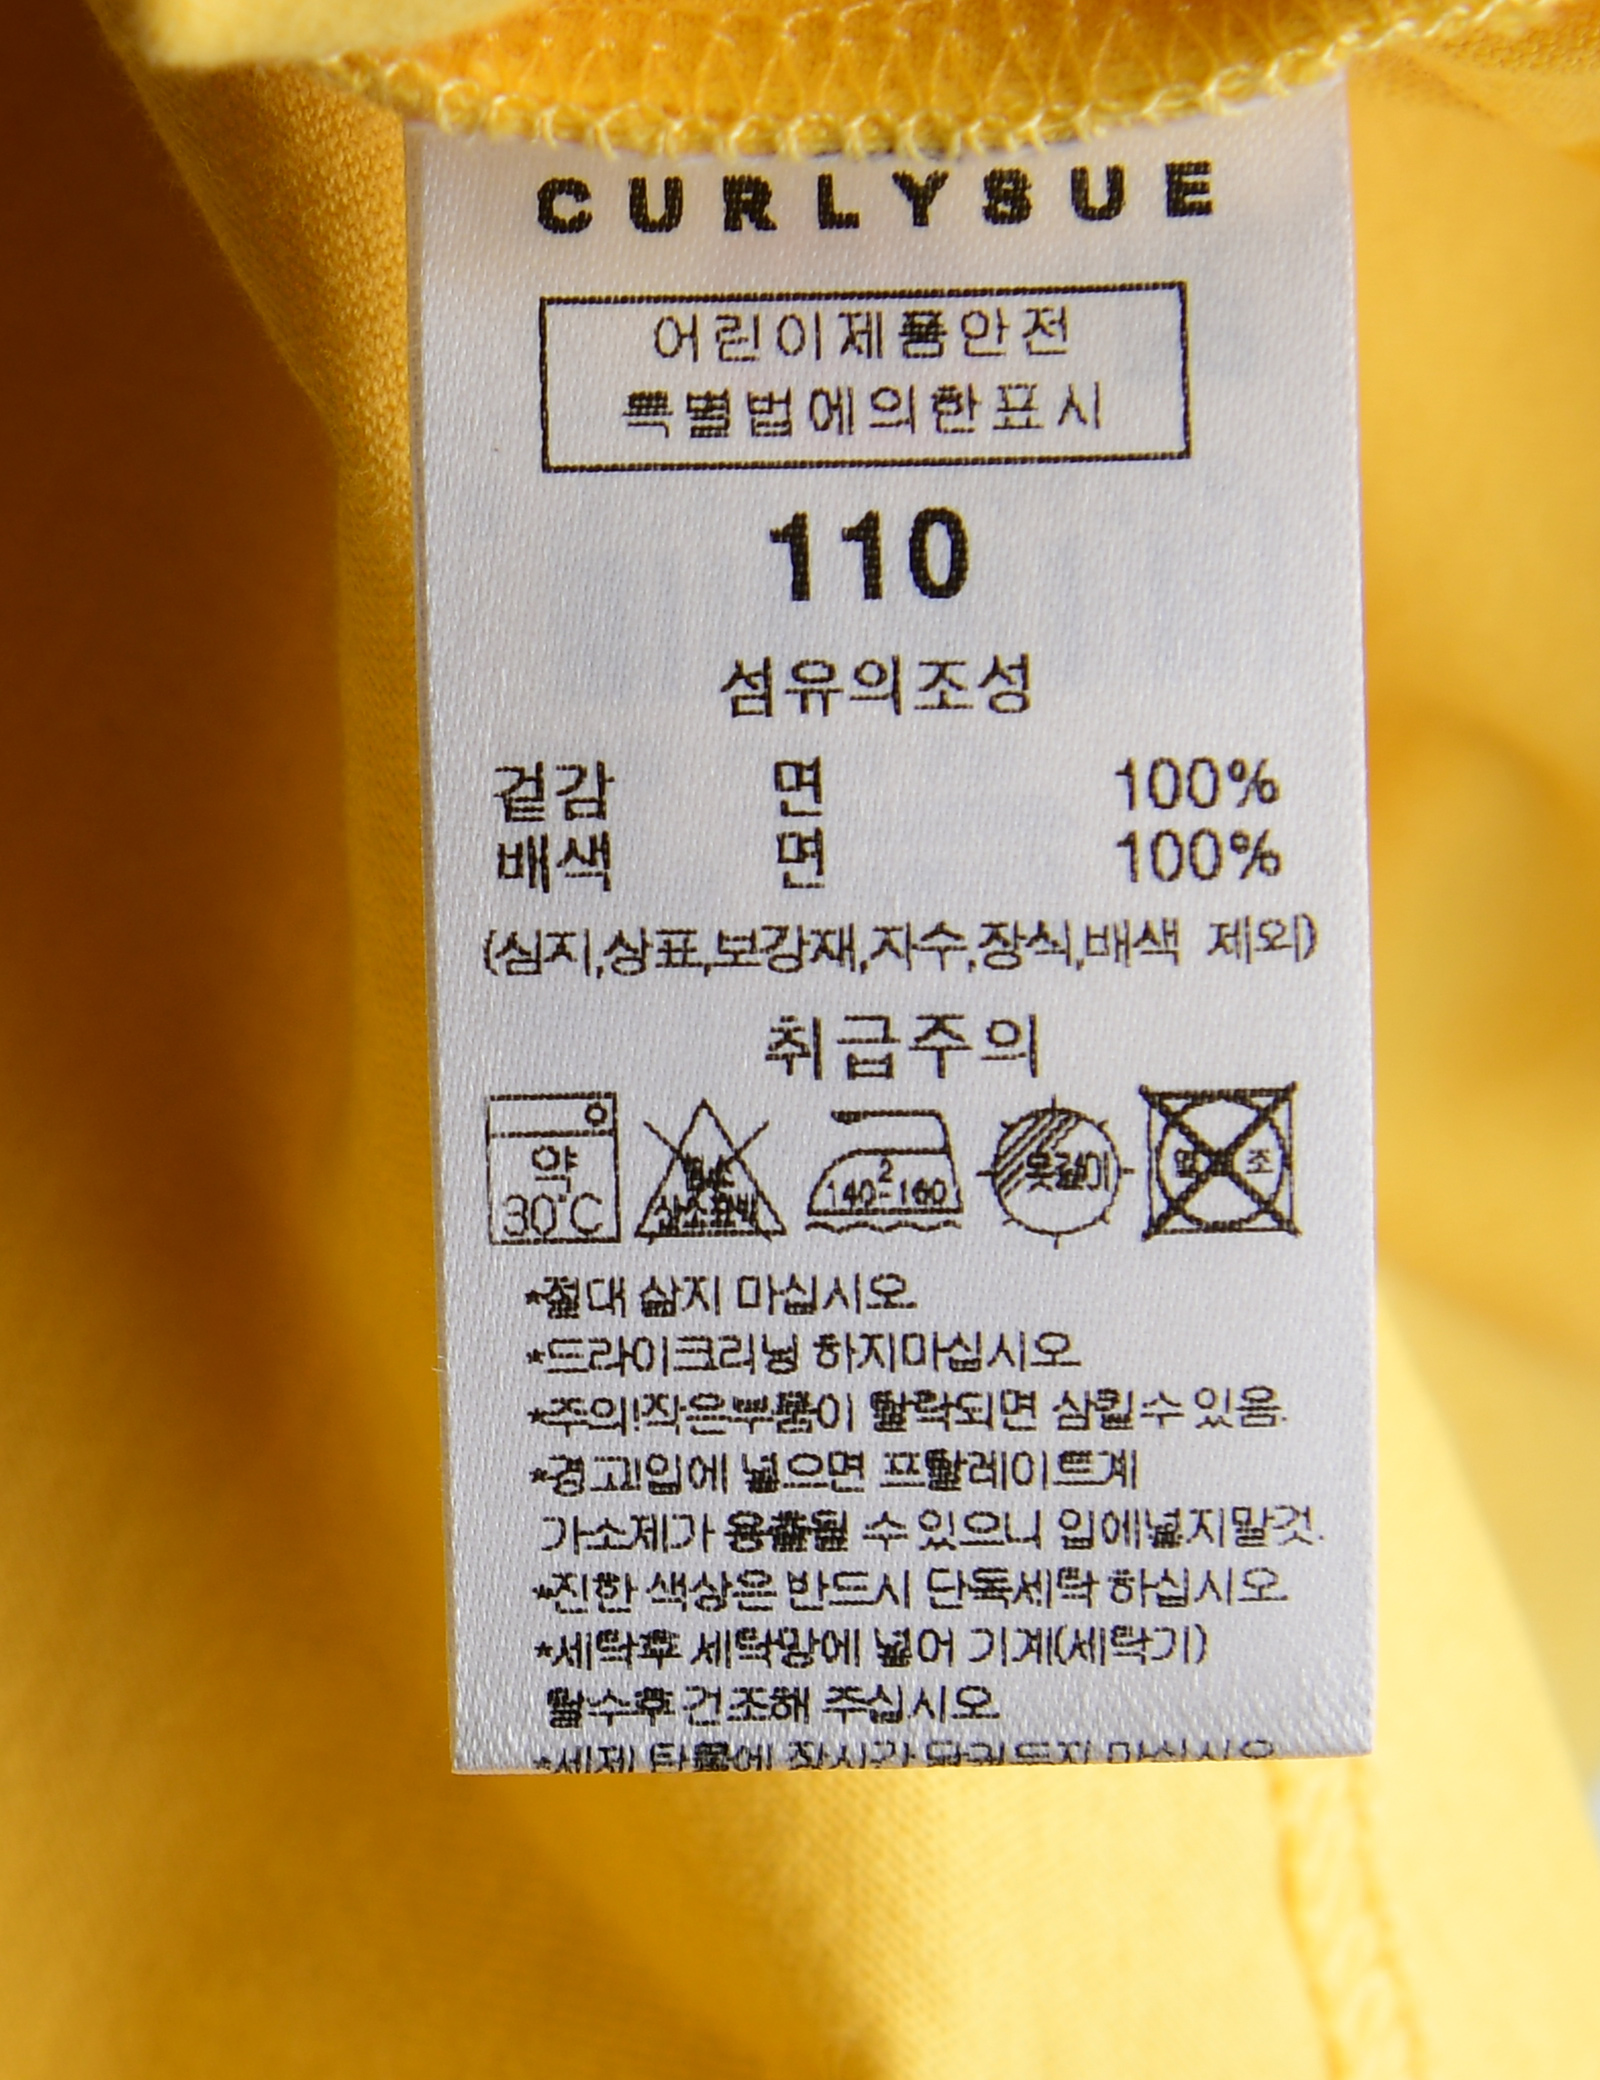 CURLYSUE
어린이제품안전
특별법에의한표시
110
섬유의조성
겉감 면 100%
배색 면 100%
(심지,상표,보강재,자수,장식,배색 제외)
취급주의
약
30℃
산소표백
2
140-160
옷걸이
*절대 삶지 마십시오
*드라이크리닝 하지마십시오
*주의!작은부품이 탈락되면 삼킬수있음.
*경고!입에 넣으면 프탈레이트계
가소제가 용출될 수 있으니 입에넣지말것.
*진한 색상은 반드시 단독세탁 하십시오
*세탁후 세탁망에 넣어 기계(세탁기)
탈수후 건조해 주십시오